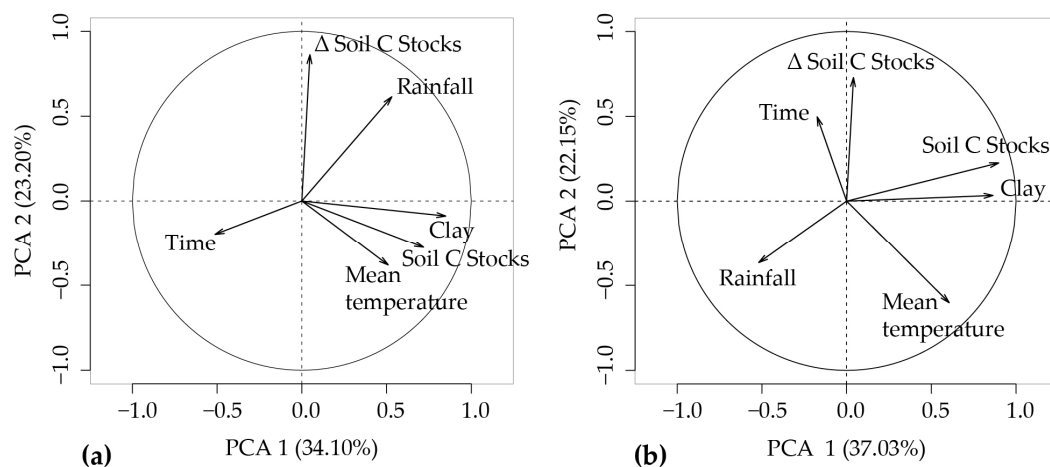 1.0
0.5
0.0
−0.5
−1.0
PCA 2 (23.20%)
Δ Soil C Stocks
Rainfall
Time
Clay
Soil C Stocks
Mean
temperature
−1.0
−0.5
0.0
0.5
1.0
(a)
PCA 1 (34.10%)
1.0
0.5
0.0
−0.5
−1.0
PCA 2 (22.15%)
Δ Soil C Stocks
Time
Soil C Stocks
Clay
Rainfall
Mean
temperature
−1.0
−0.5
0.0
0.5
1.0
(b)
PCA 1 (37.03%)